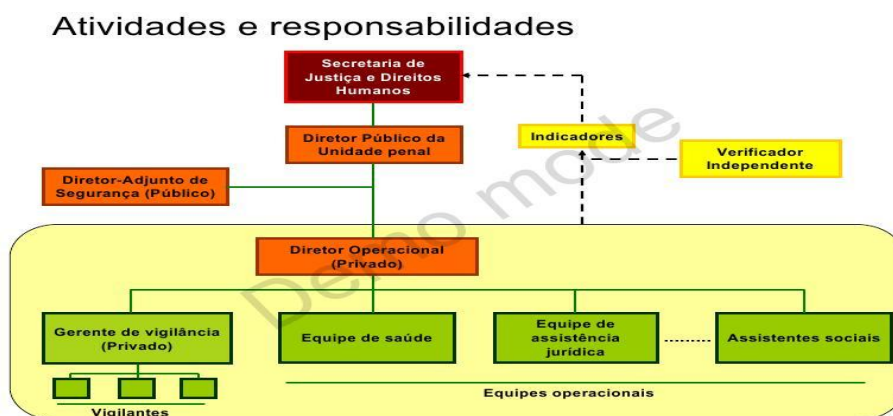 Atividades e responsabilidades
Secretaria de
Justiça e Direitos
Humanos
Diretor Público da
Unidade penal
Indicadores
Verificador
Independente
Diretor-Adjunto de
Segurança (Público)
Diretor Operacional
(Privado)
Gerente de vigilância
(Privado)
Equipe de saúde
Equipe de
assistência
jurídica
Assistentes sociais
Equipes operacionais
Vigilantes
Demo mode